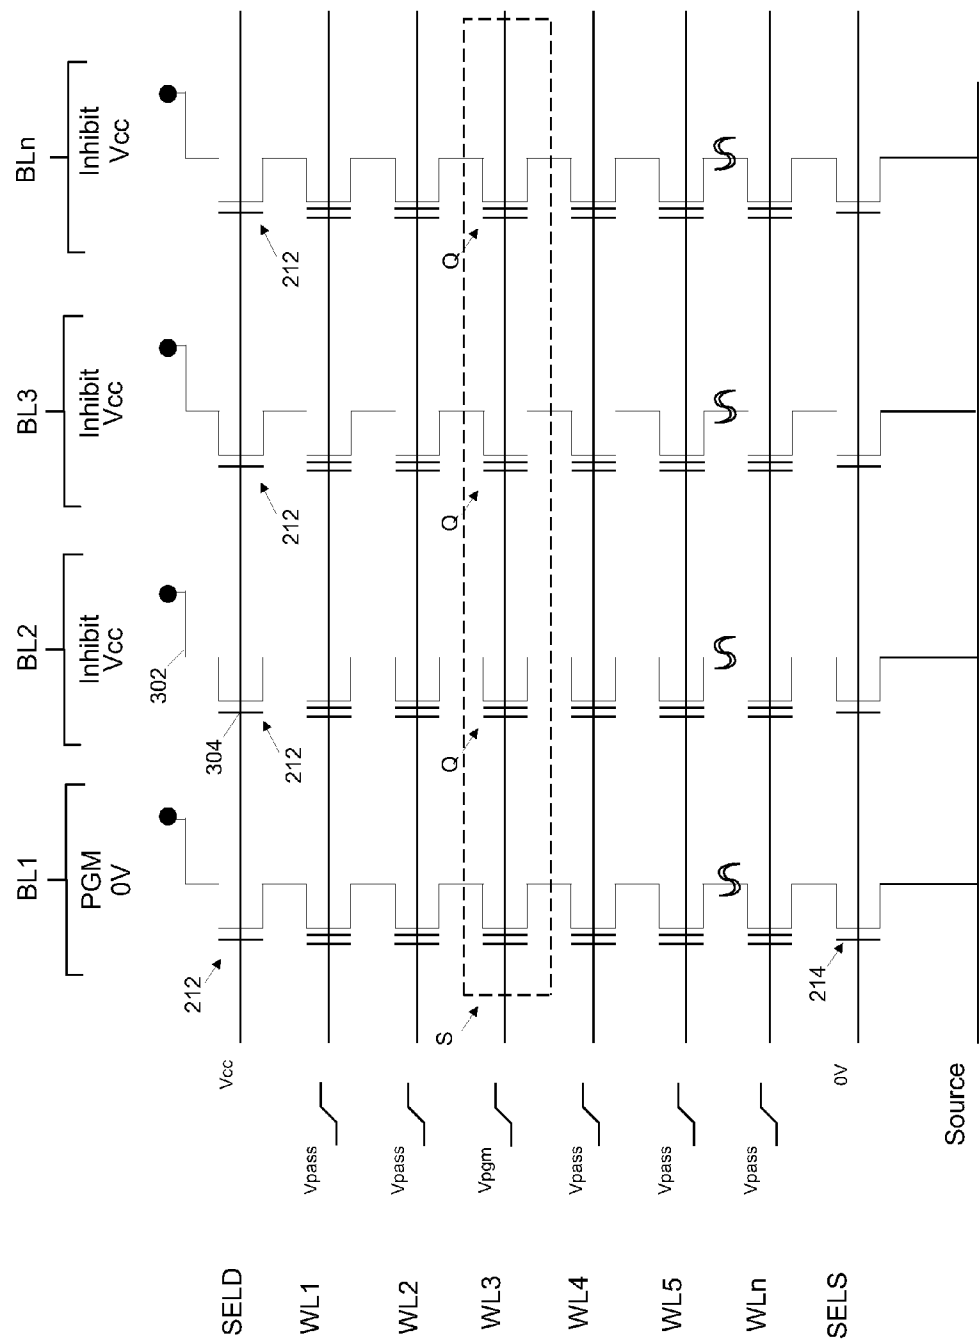 BL1
BL2
BL3
BLn
PGM
0V
Inhibit
Vcc
Inhibit
Vcc
Inhibit
Vcc
302
304
212
212
212
212
SELD
Vcc
WL1
Vpass
WL2
Vpass
S
Q
Q
Q
WL3
Vpgm
WL4
Vpass
WL5
Vpass
WLn
Vpass
214
SELS
0V
Source